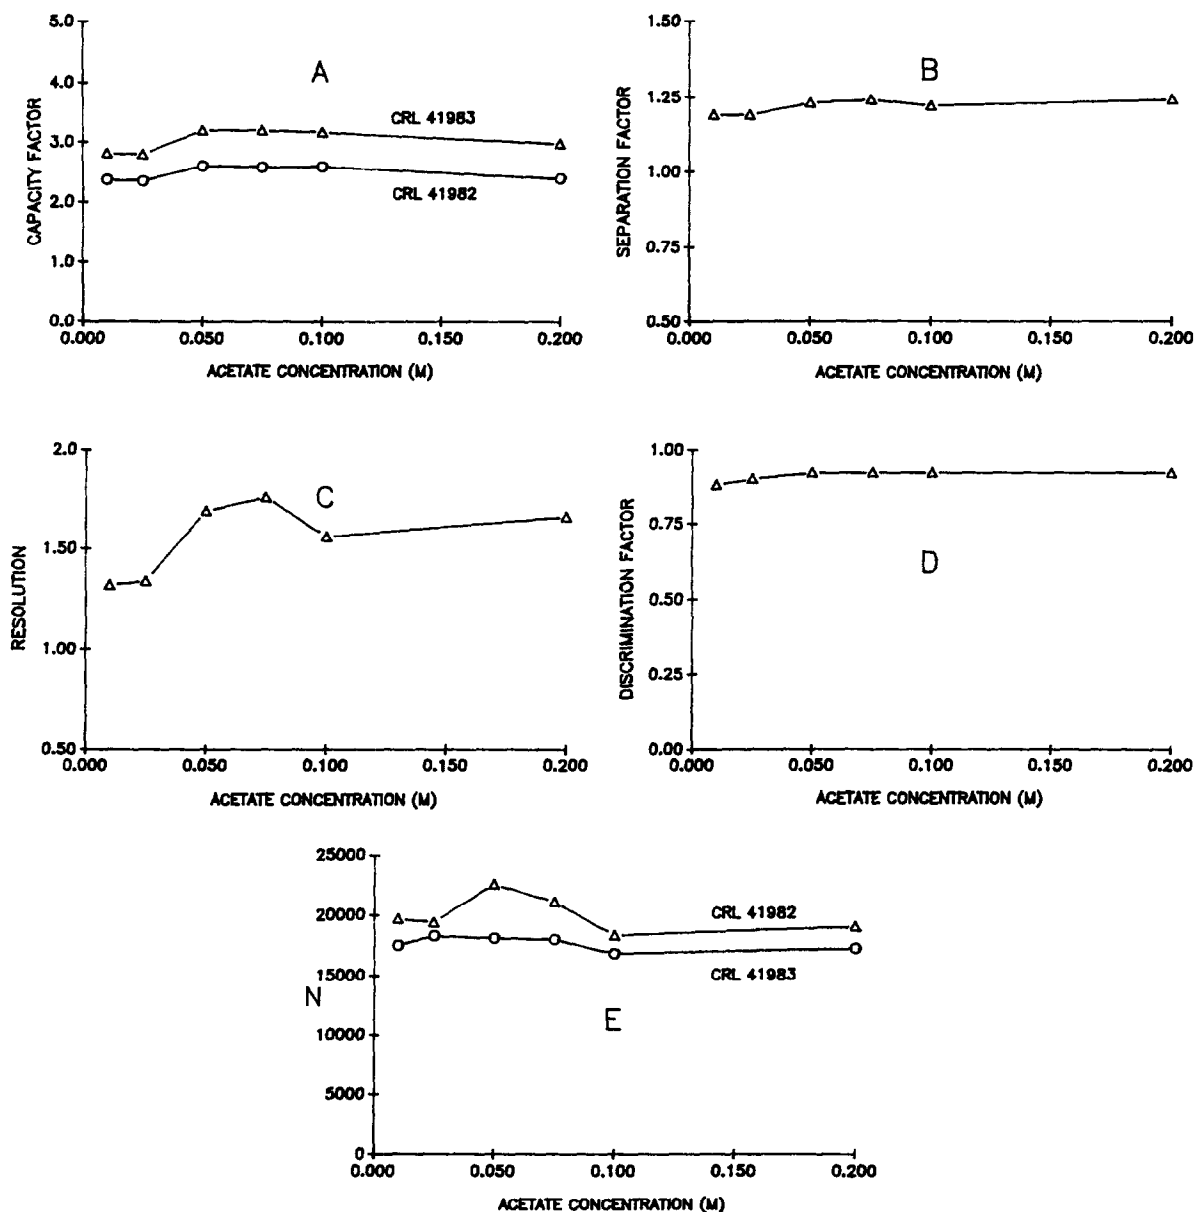 5.0
A
4.0
CRL 41983
3.0
2.0
CRL 41982
1.0
0.0
CAPACITY FACTOR
0.000 0.050 0.100 0.150 0.200
ACETATE CONCENTRATION (M)
1.50
B
1.25
1.00
0.75
0.50
SEPARATION FACTOR
0.000 0.050 0.100 0.150 0.200
ACETATE CONCENTRATION (M)
2.0
C
1.50
1.00
0.50
RESOLUTION
0.000 0.050 0.100 0.150 0.200
ACETATE CONCENTRATION (M)
1.00
0.75
D
0.50
0.25
0.00
DISCRIMINATION FACTOR
0.000 0.050 0.100 0.150 0.200
ACETATE CONCENTRATION (M)
25000
20000
CRL 41982
15000
CRL 41983
N
E
10000
5000
0
0.000 0.050 0.100 0.150 0.200
ACETATE CONCENTRATION (M)